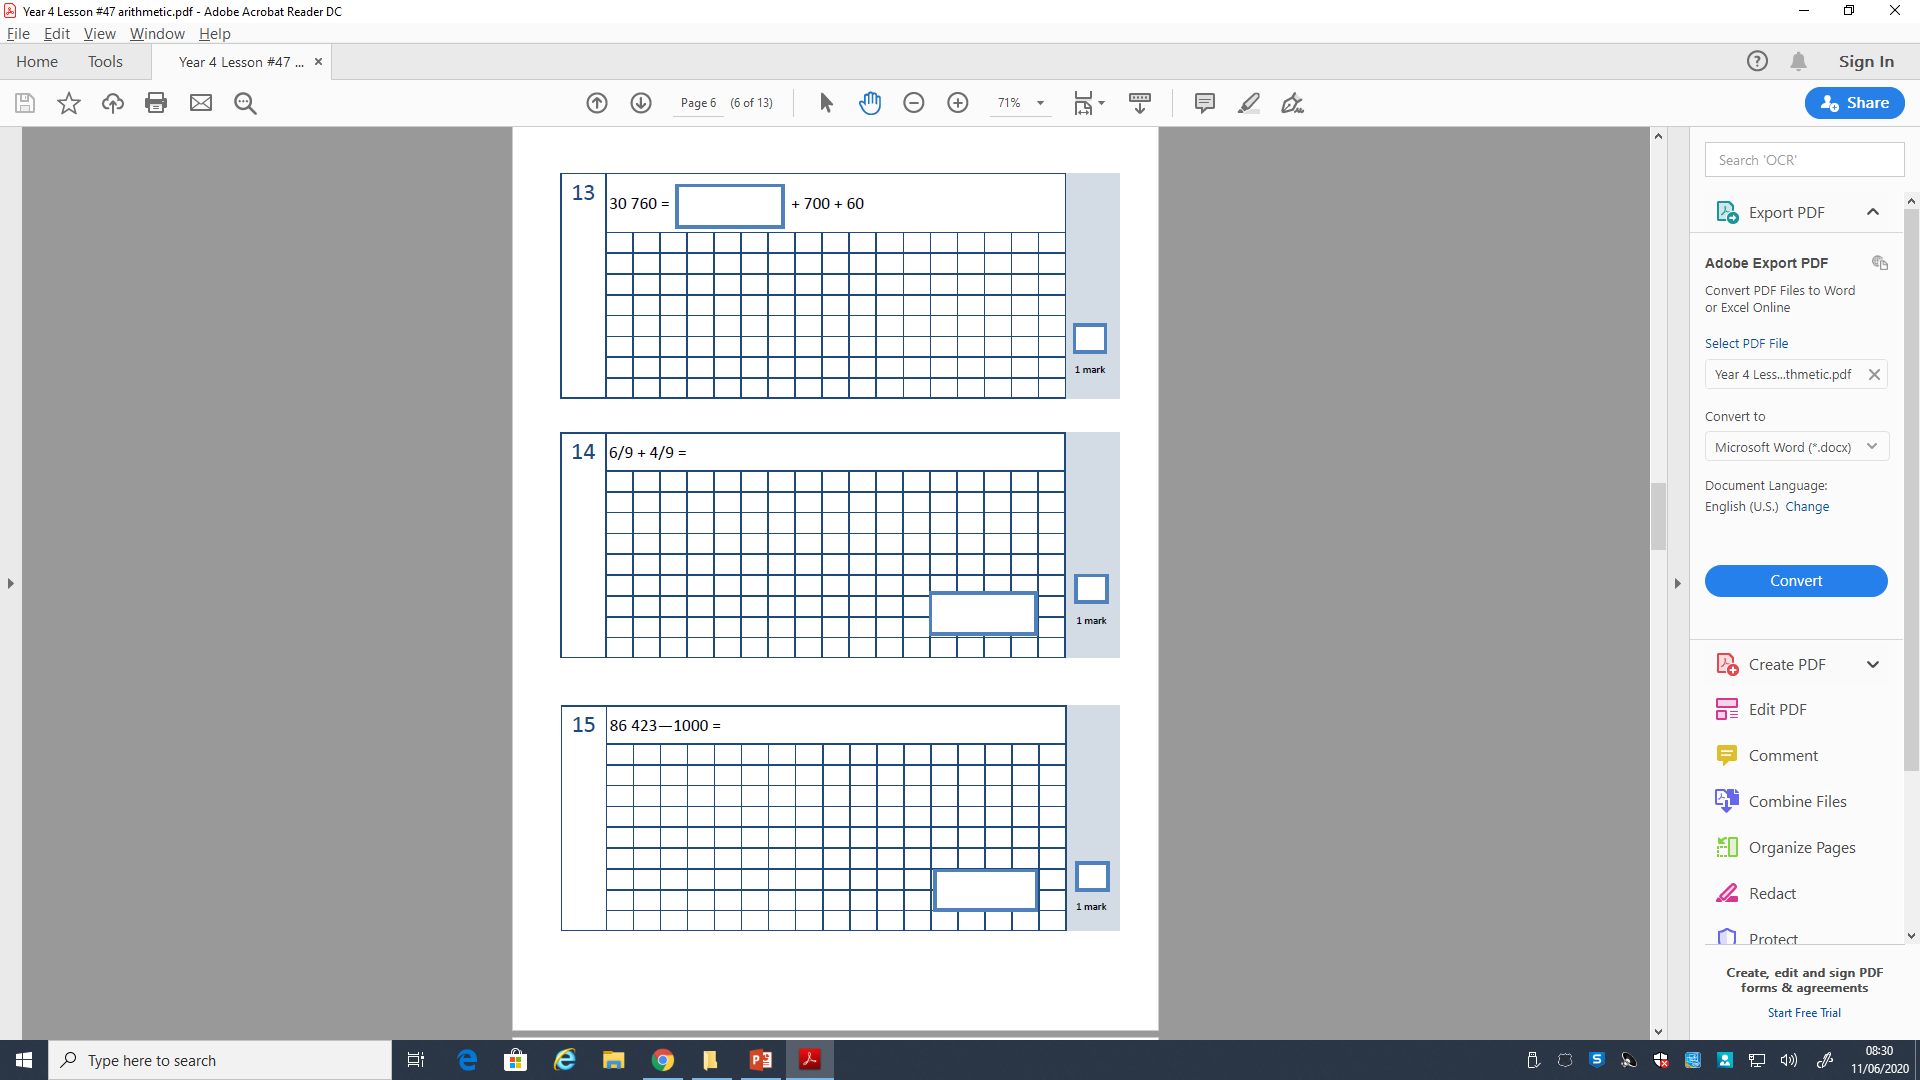 Year 4 Lesson #47 arithmetic.pdf - Adobe Acrobat Reader DC
File Edit View Window Help
Home Tools Year 4 Lesson #47 ... × Sign In
Page 6 (6 of 13) 71% Share
13
30 760 = + 700 + 60
1 mark
14
6/9 + 4/9 =
1 mark
15
86 423—1000 =
1 mark
Search 'OCR'
Export PDF
Adobe Export PDF
Convert PDF Files to Word
or Excel Online
Select PDF File
Year 4 Less...thmetic.pdf
Convert to
Microsoft Word (*.docx)
Document Language:
English (U.S.) Change
Convert
Create PDF
Edit PDF
Comment
Combine Files
Organize Pages
Redact
Protect
Create, edit and sign PDF
forms & agreements
Start Free Trial
Type here to search
08:30
11/06/2020